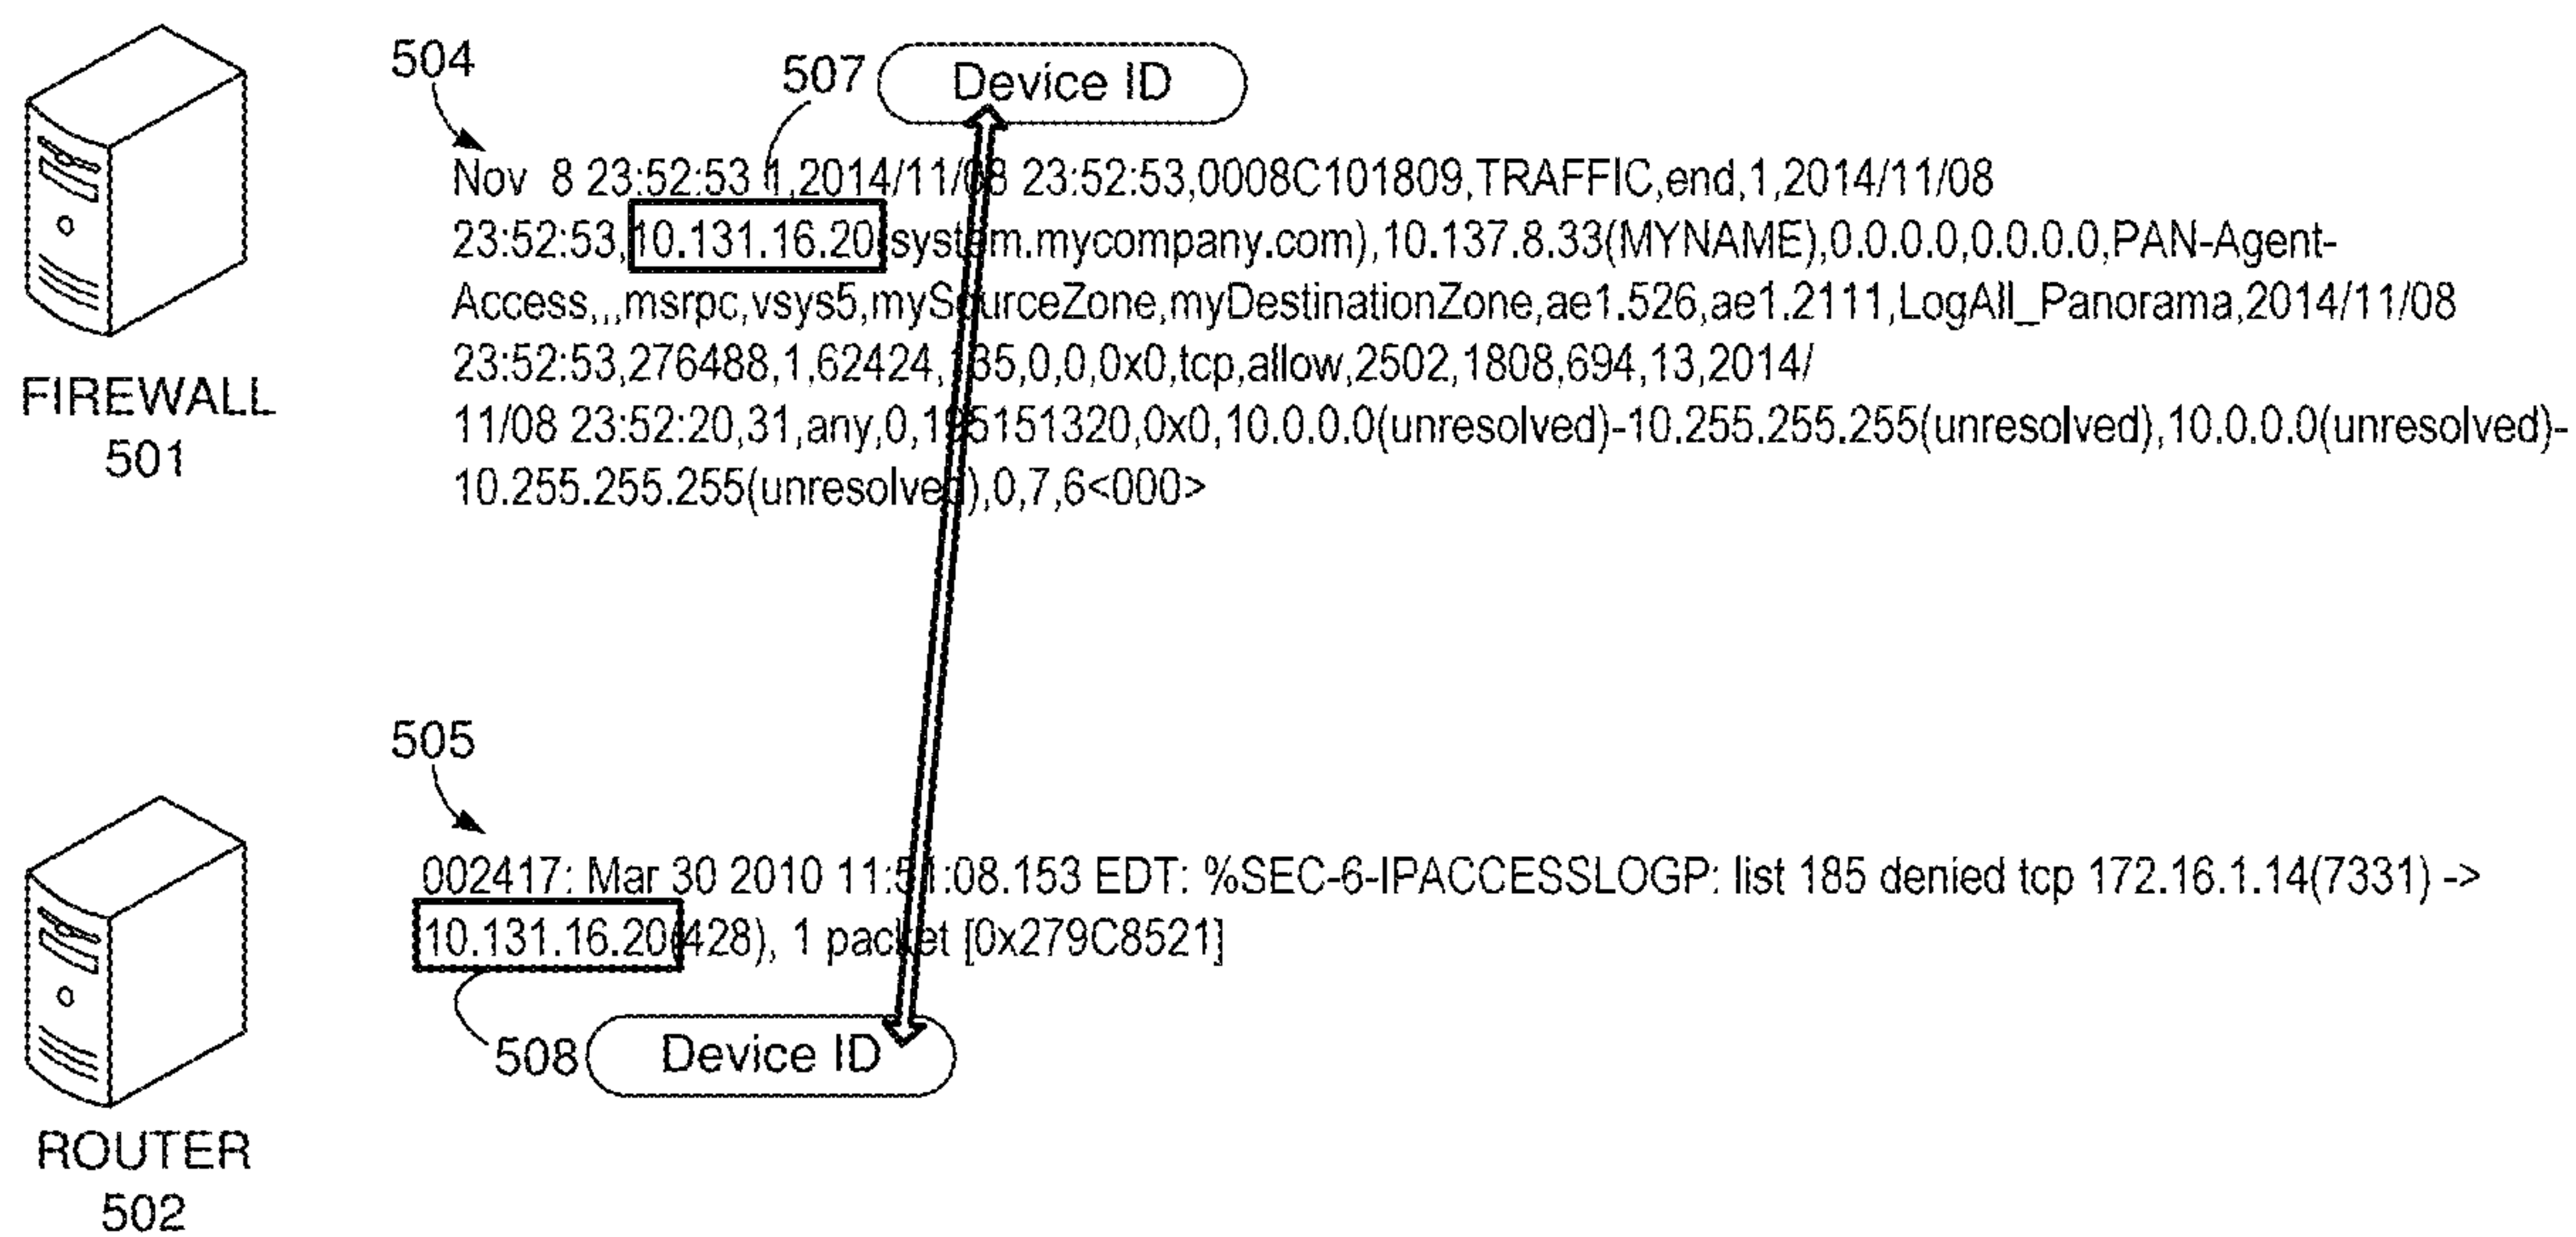 504
507
Device ID
Nov 8 23:52:53 1,2014/11/08 23:52:53,0008C101809,TRAFFIC,end,1,2014/11/08
23:52:53,10.131.16.20(system.mycompany.com),10.137.8.33(MYNAME),0.0.0.0,0.0.0.0,PAN-Agent-
Access,,,msrpc,vsys5,mySourceZone,myDestinationZone,ae1.526,ae1.2111,LogAll_Panorama,2014/11/08
23:52:53,276488,1,62424,135,0,0,0x0,tcp,allow,2502,1808,694,13,2014/
11/08 23:52:20,31,any,0,195151320,0x0,10.0.0.0(unresolved)-10.255.255.255(unresolved),10.0.0.0(unresolved)-
10.255.255.255(unresolved),0,7,6<000>
FIREWALL
501
505
002417: Mar 30 2010 11:51:08.153 EDT: %SEC-6-IPACCESSLOGP: list 185 denied tcp 172.16.1.14(7331) ->
10.131.16.20(428), 1 packet [0x279C8521]
508
Device ID
ROUTER
502